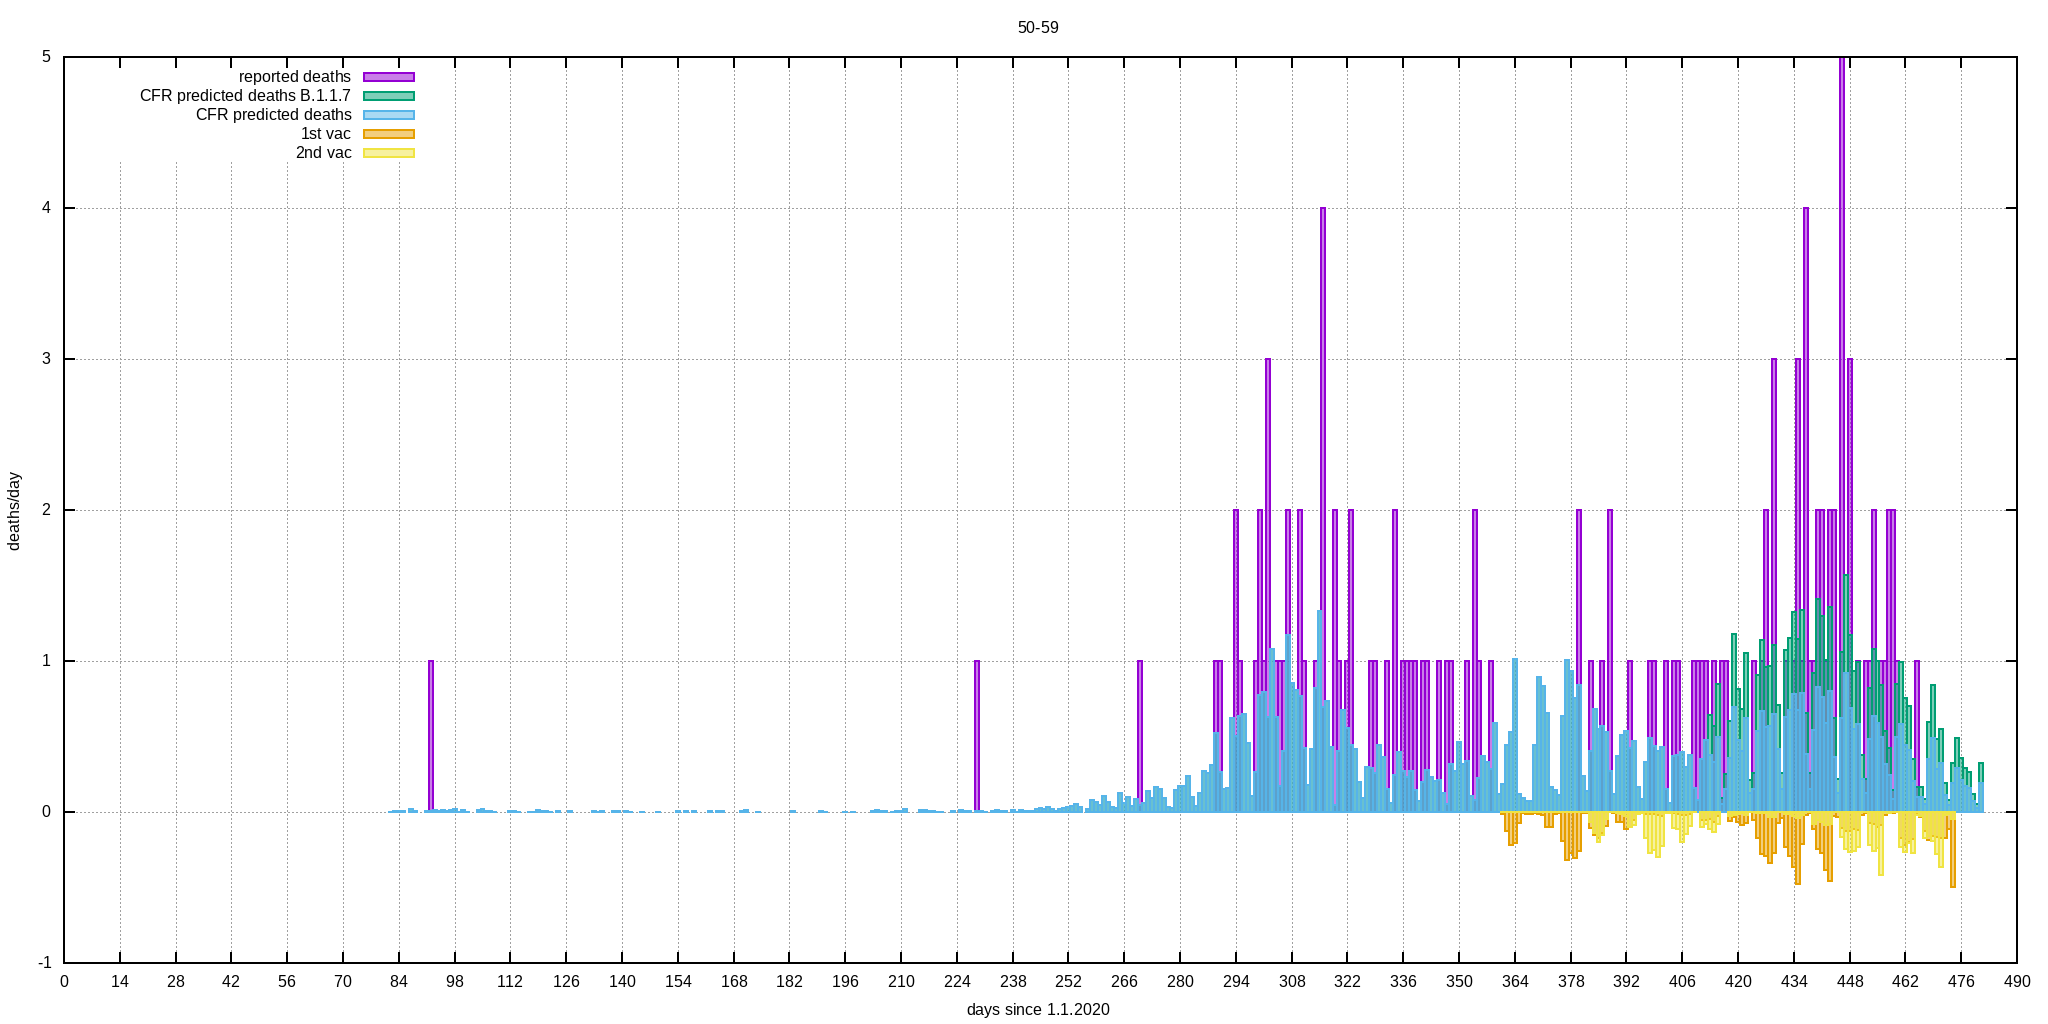 50-59
5
reported deaths
CFR predicted deaths B.1.1.7
CFR predicted deaths
1st vac
2nd vac
4
3
2
1
0
-1
deaths/day
0 14 28 42 56 70 84 98 112 126 140 154 168 182 196 210 224 238 252 266 280 294 308 322 336 350 364 378 392 406 420 434 448 462 476 490
days since 1.1.2020